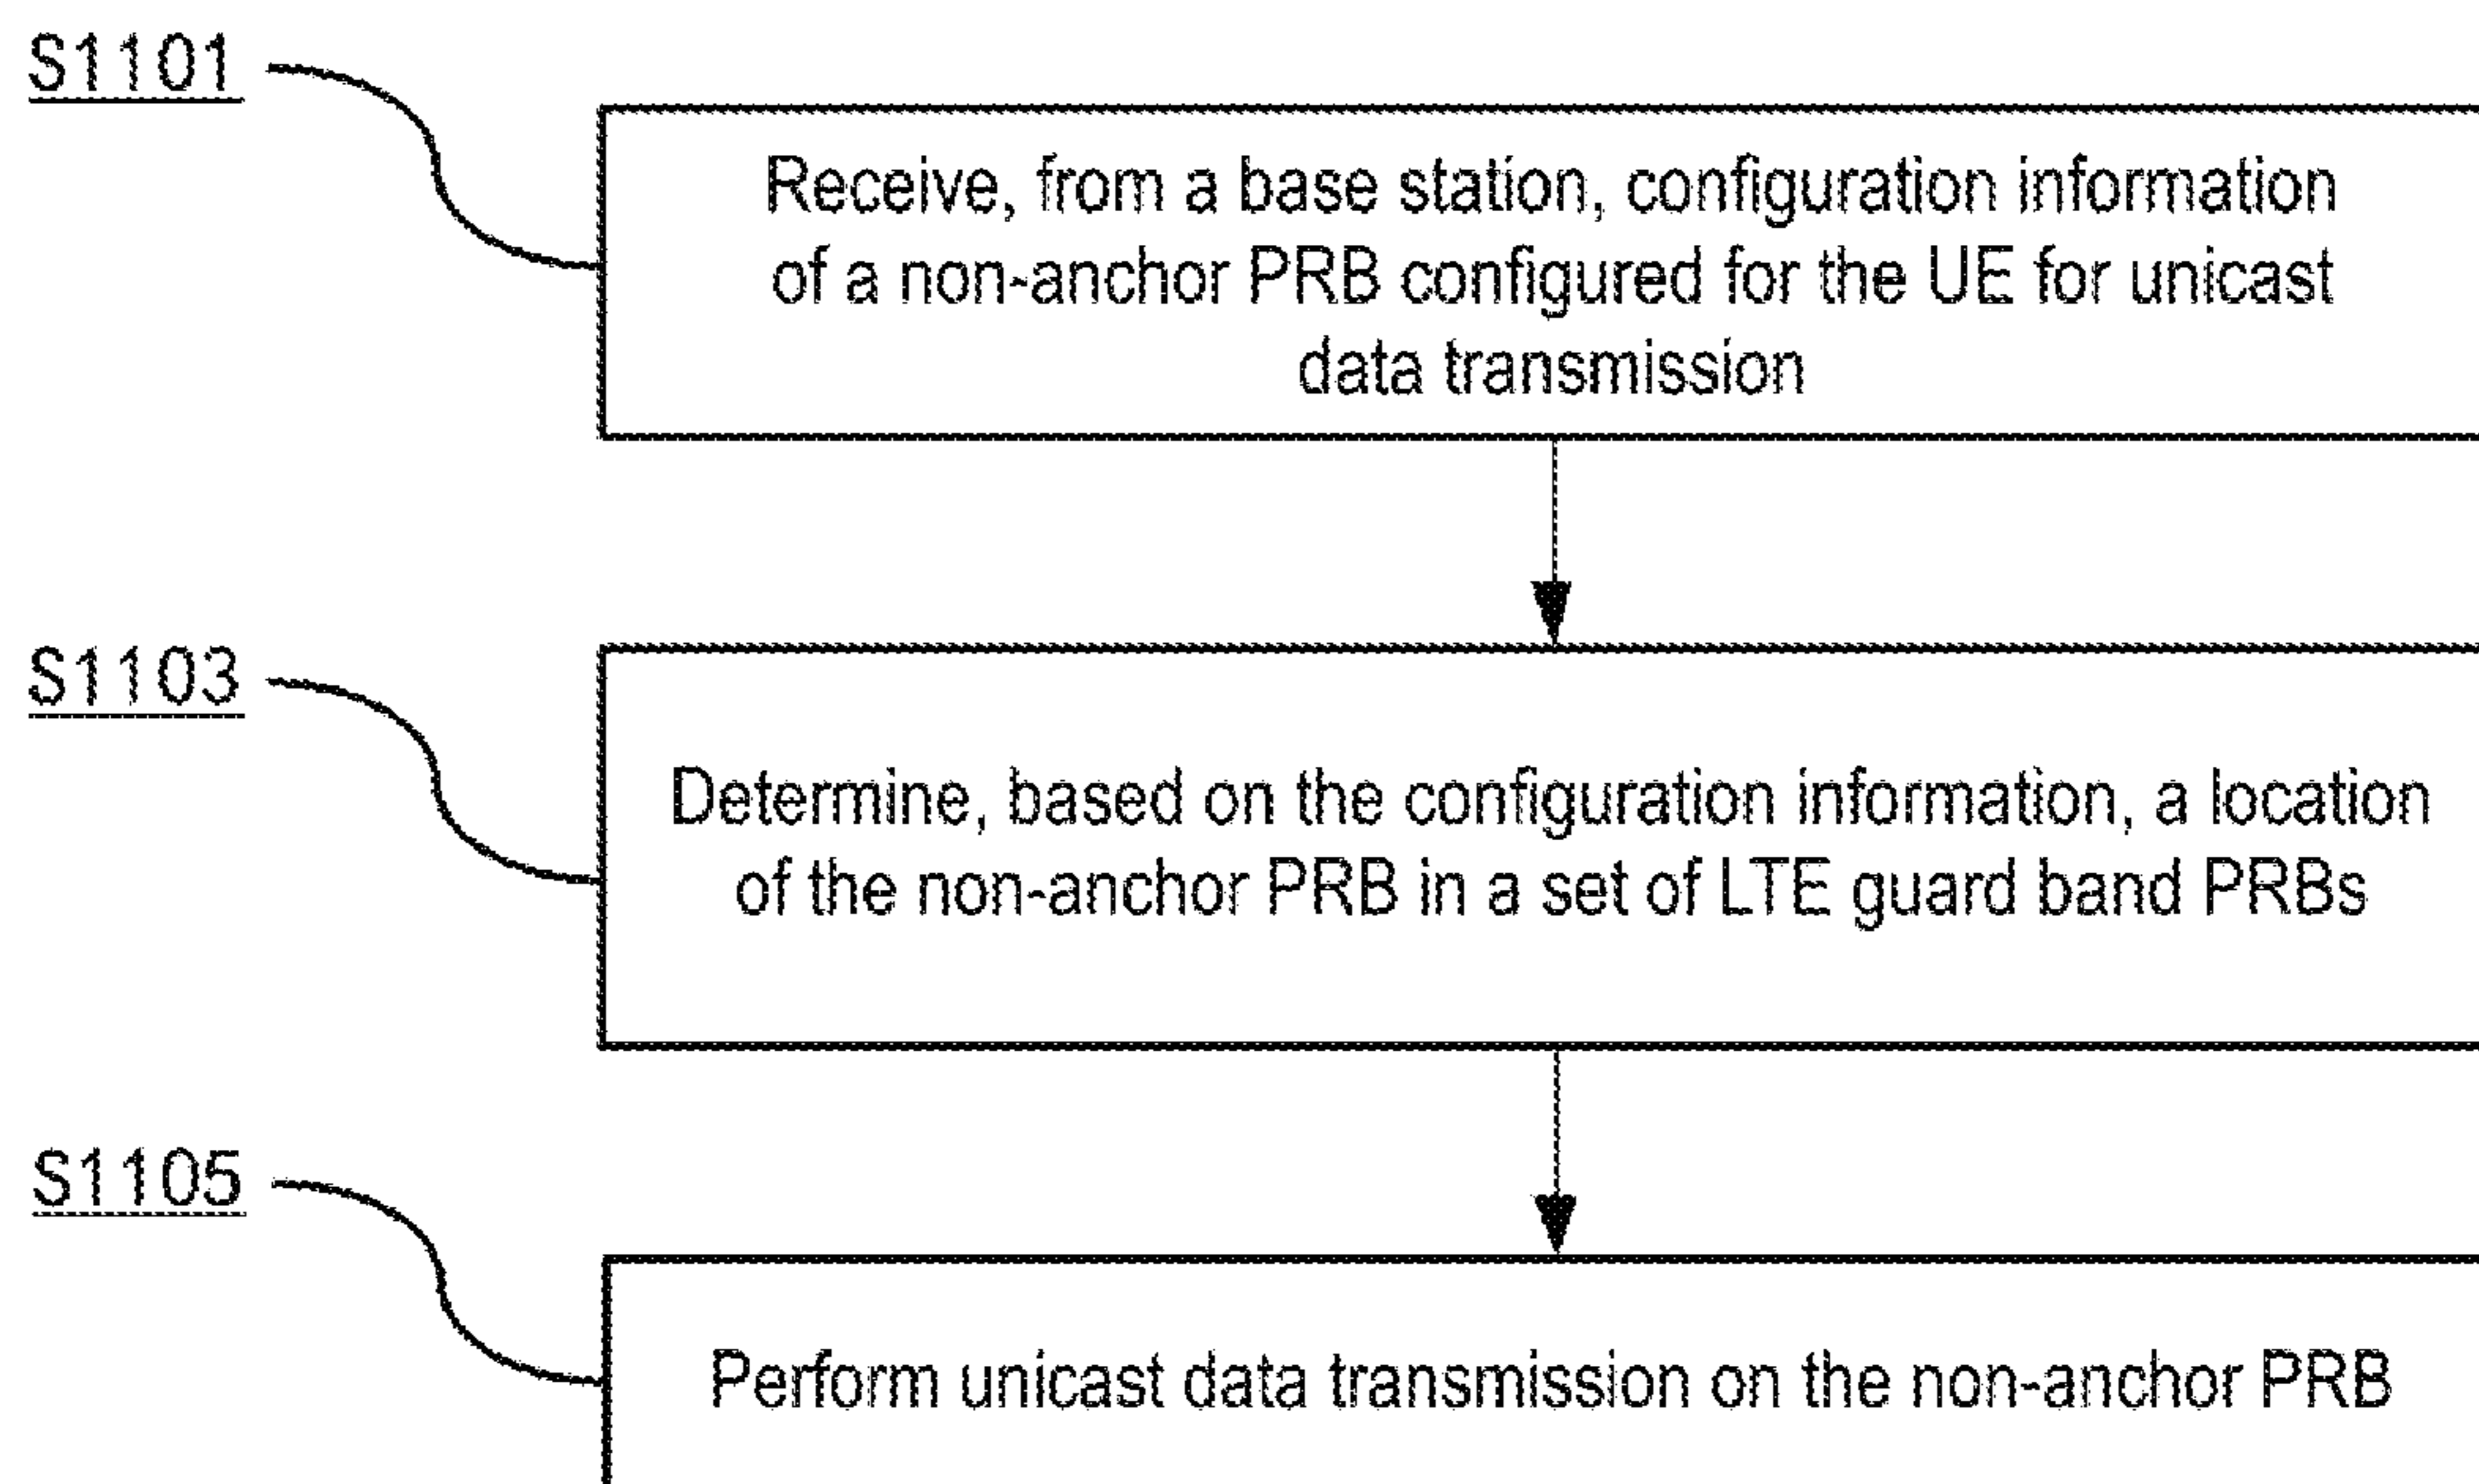 S1101
Receive, from a base station, configuration information
of a non-anchor PRB configured for the UE for unicast
data transmission
S1103
Determine, based on the configuration information, a location
of the non-anchor PRB in a set of LTE guard band PRBs
S1105
Perform unicast data transmission on the non-anchor PRB